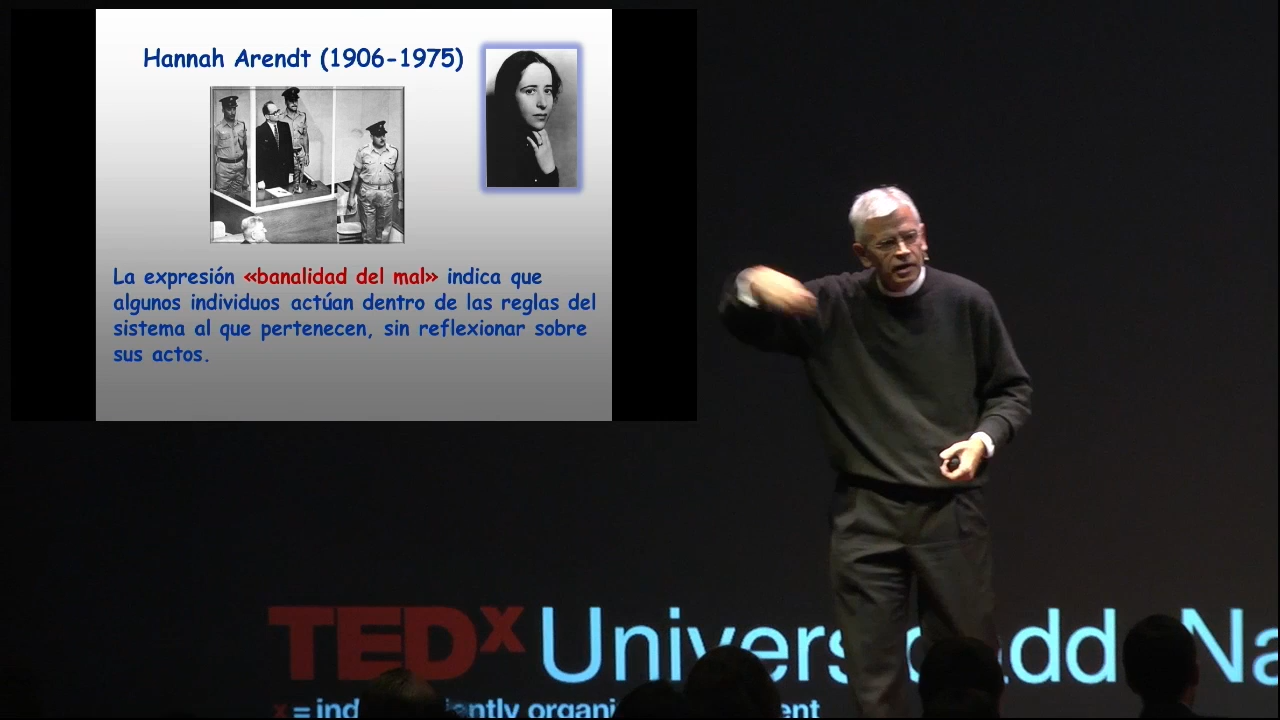 Hannah Arendt (1906-1975)
La expresión «banalidad del mal» indica que
algunos individuos actúan dentro de las reglas del
sistema al que pertenecen, sin reflexionar sobre
sus actos.
TEDx
x = ind